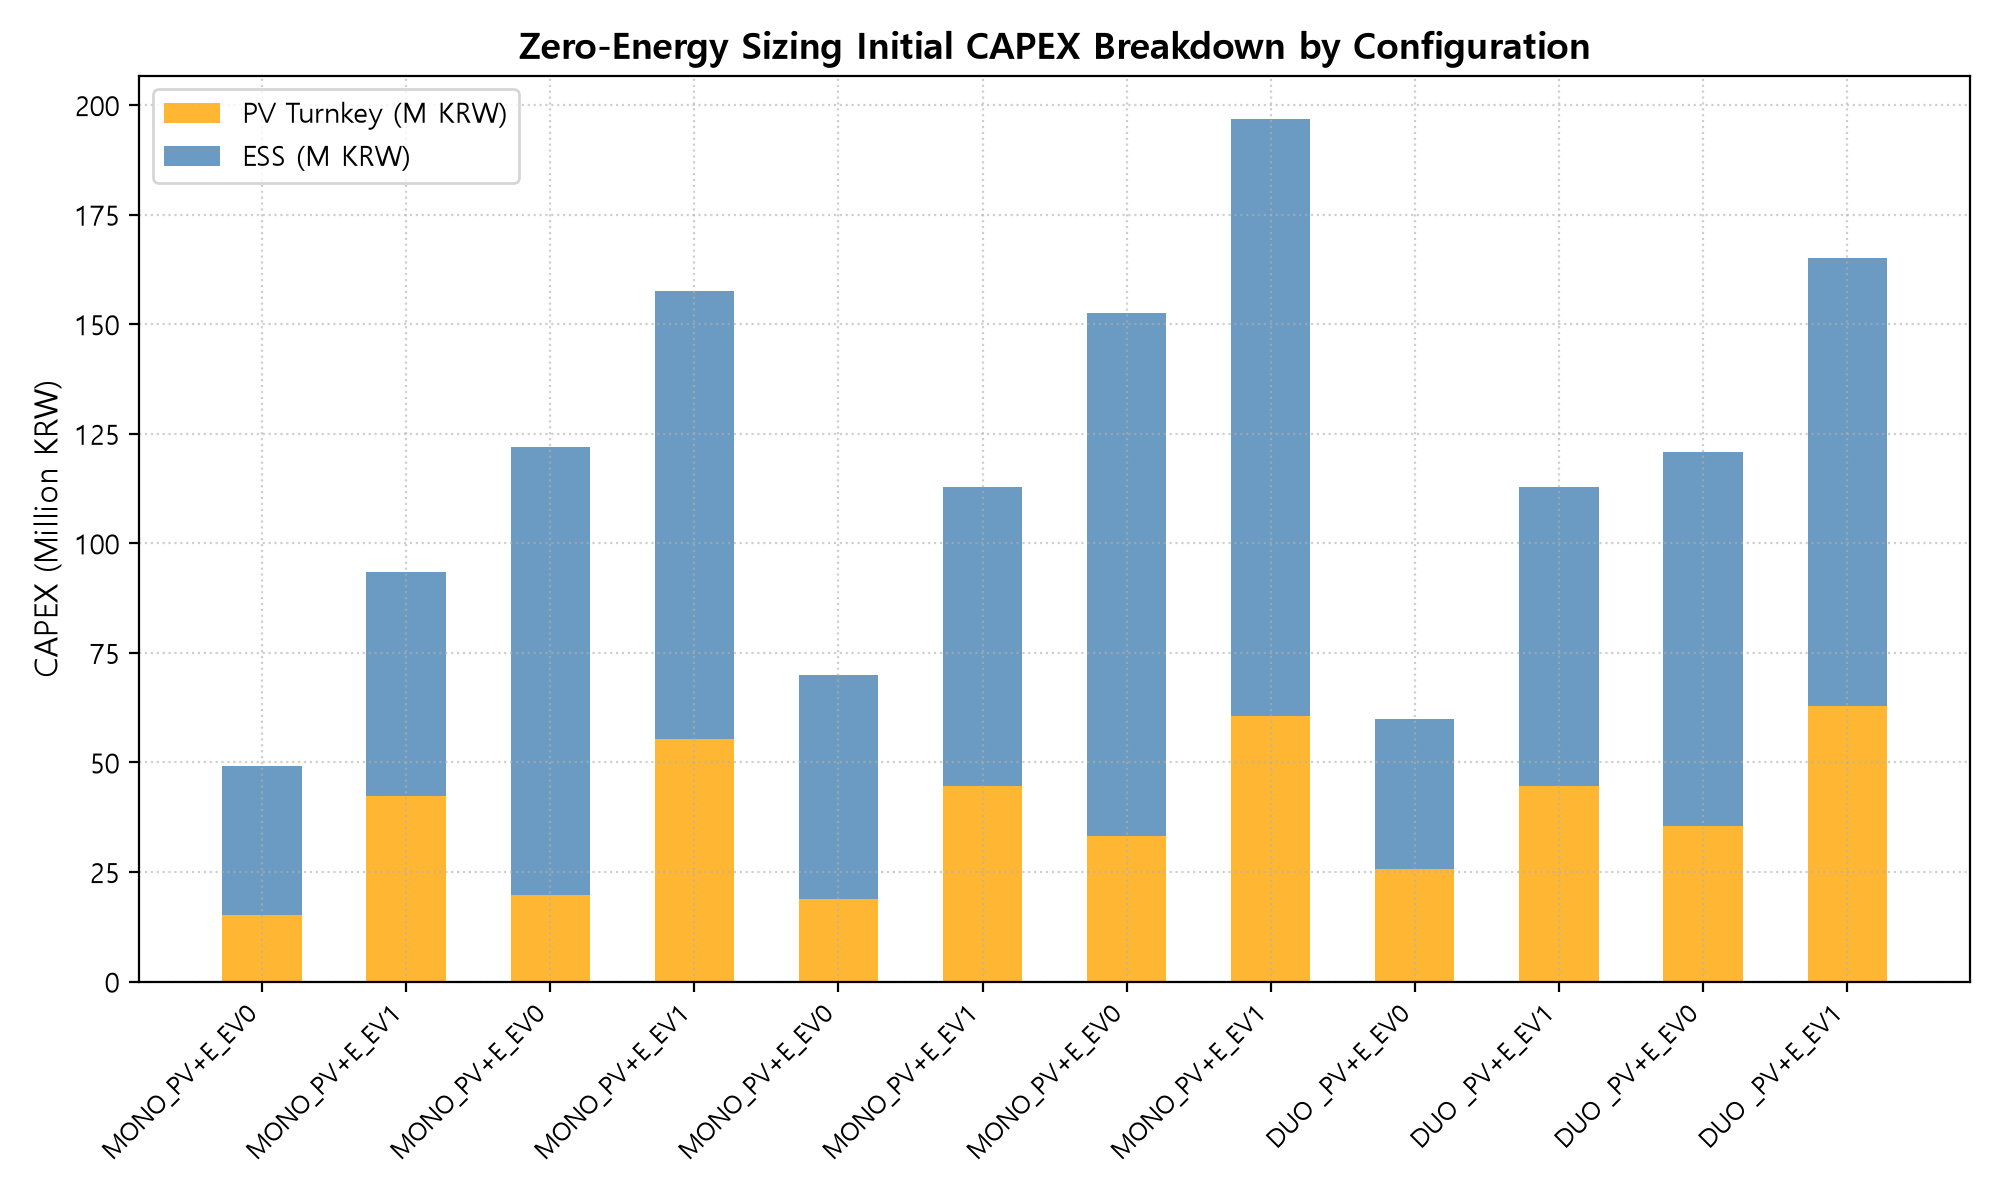 Zero-Energy Sizing Initial CAPEX Breakdown by Configuration
PV Turnkey (M KRW)
ESS (M KRW)
CAPEX (Million KRW)
200
175
150
125
100
75
50
25
0
MONO_PV+E_EV0
MONO_PV+E_EV1
MONO_PV+E_EV0
MONO_PV+E_EV1
MONO_PV+E_EV0
MONO_PV+E_EV1
MONO_PV+E_EV0
MONO_PV+E_EV1
DUO _PV+E_EV0
DUO _PV+E_EV1
DUO _PV+E_EV0
DUO _PV+E_EV1